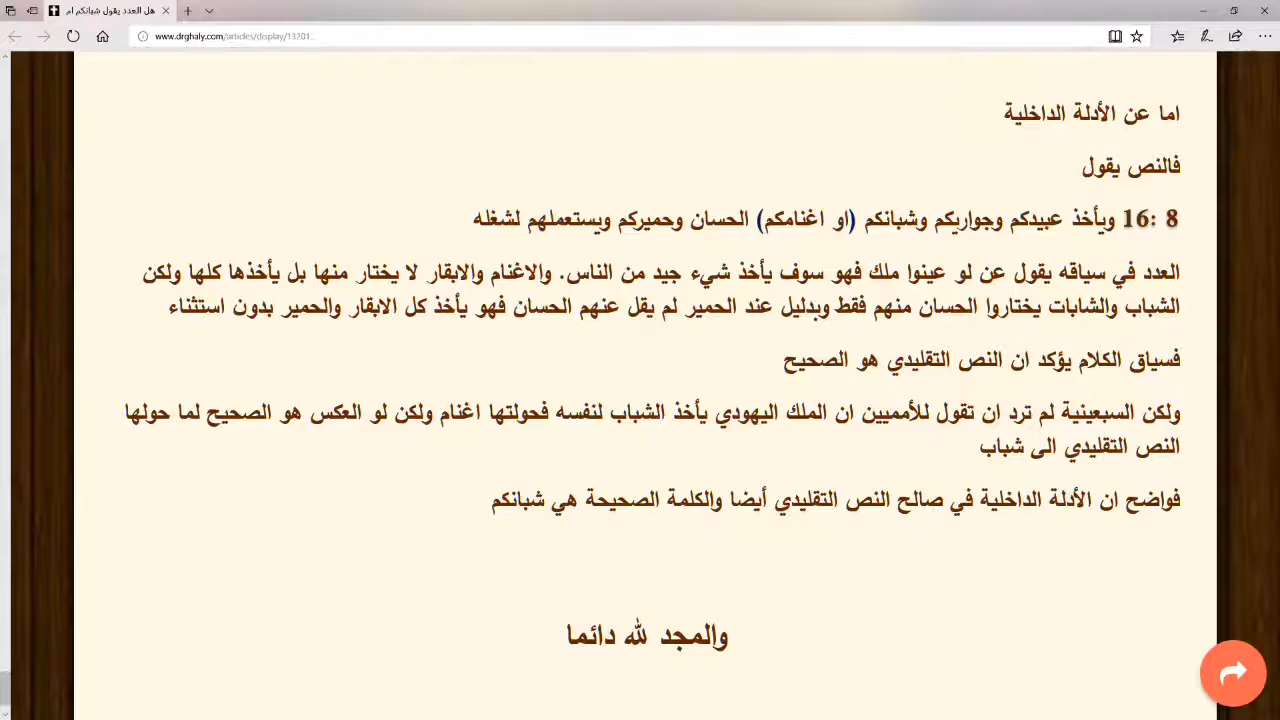 هل العدد يقول شبانكم ام
www.drghaly.com/articles/display/13201
اما عن الأدلة الداخلية
فالنص يقول
8 :16 ويأخذ عبيدكم وجواريكم وشبانكم (او اغنامكم) الحسان وحميركم ويستعملهم لشغله
العدد في سياقه يقول عن لو عينوا ملك فهو سوف يأخذ شيء جيد من الناس. والاغنام والابقار لا يختار منها بل يأخذها كلها ولكن
الشباب والشابات يختاروا الحسان منهم فقط وبدليل عند الحمير لم يقل عنهم الحسان فهو يأخذ كل الابقار والحمير بدون استثناء
فسياق الكلام يؤكد ان النص التقليدي هو الصحيح
ولكن السبعينية لم ترد ان تقول للأمميين ان الملك اليهودي يأخذ الشباب لنفسه فحولتها اغنام ولكن لو العكس هو الصحيح لما حولها
النص التقليدي الى شباب
فواضح ان الأدلة الداخلية في صالح النص التقليدي أيضا والكلمة الصحيحة هي شبانكم
والمجد لله دائما